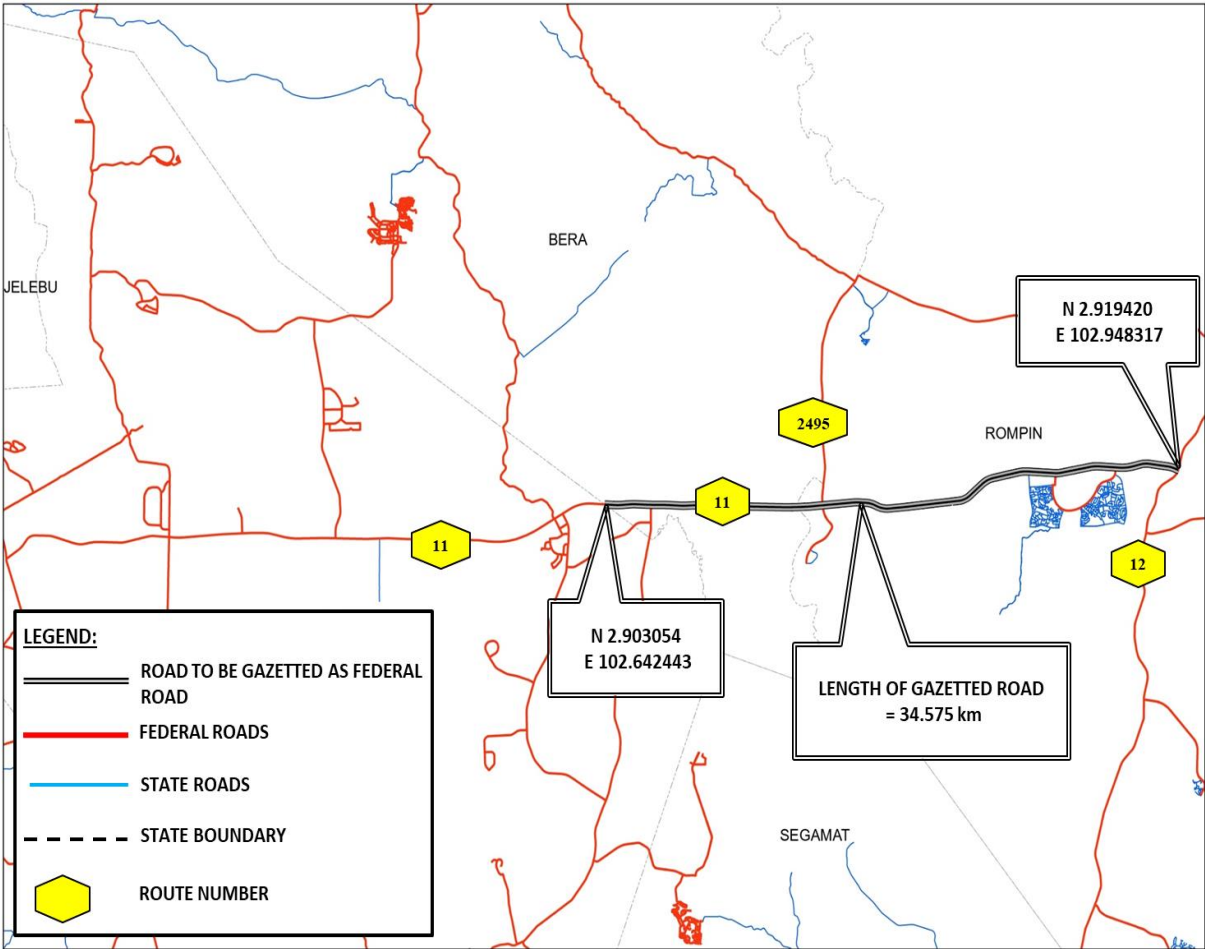 BERA
JELEBU
N 2.919420
E 102.948317
2495
ROMPIN
11
11
12
N 2.903054
E 102.642443
LENGTH OF GAZETTED ROAD
= 34.575 km
SEGAMAT
LEGEND:
ROAD TO BE GAZETTED AS FEDERAL
ROAD
FEDERAL ROADS
STATE ROADS
STATE BOUNDARY
ROUTE NUMBER